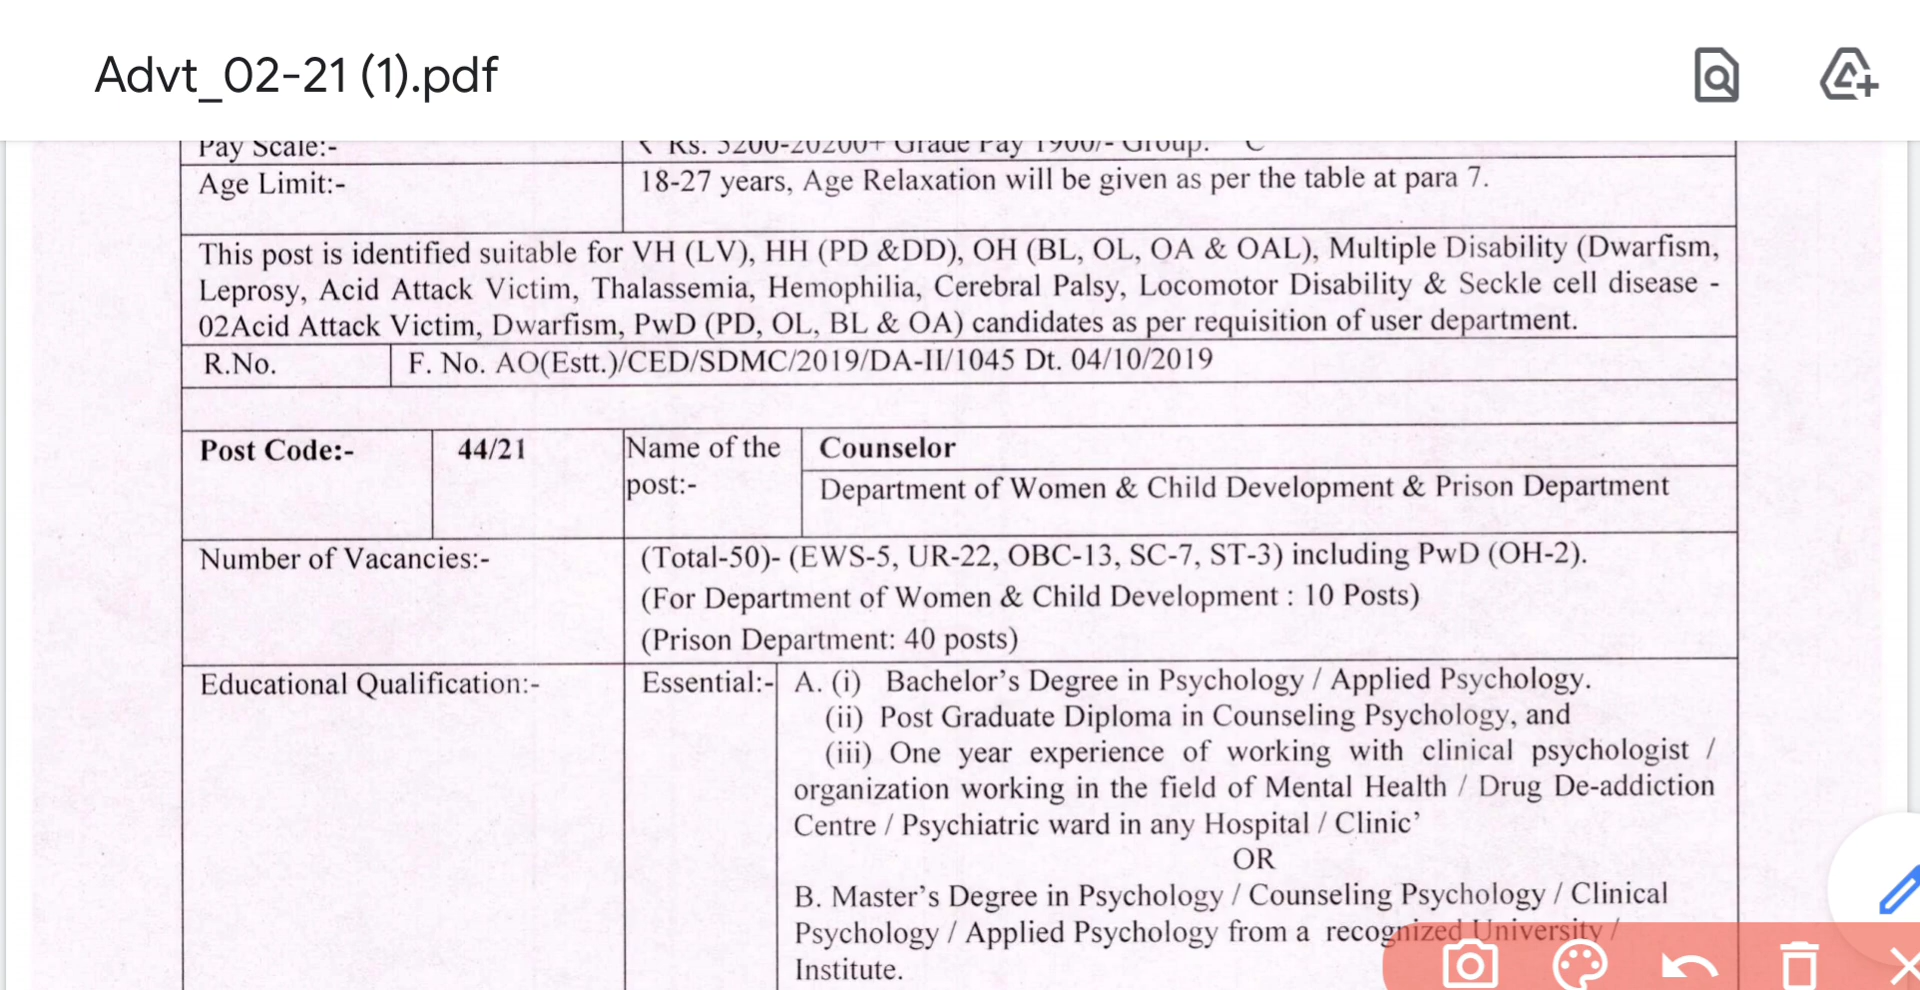 Advt_02-21 (1).pdf
Pay Scale:- Rs. 5200-20200+ Grade Pay 1900/- Group: C
Age Limit:- 18-27 years, Age Relaxation will be given as per the table at para 7.
This post is identified suitable for VH (LV), HH (PD &DD), OH (BL, OL, OA & OAL), Multiple Disability (Dwarfism,
Leprosy, Acid Attack Victim, Thalassemia, Hemophilia, Cerebral Palsy, Locomotor Disability & Seckle cell disease -
02Acid Attack Victim, Dwarfism, PwD (PD, OL, BL & OA) candidates as per requisition of user department.
R.No. F. No. AO(Estt.)/CED/SDMC/2019/DA-II/1045 Dt. 04/10/2019
Post Code:- 44/21 Name of the post:- Counselor
Department of Women & Child Development & Prison Department
Number of Vacancies:- (Total-50)- (EWS-5, UR-22, OBC-13, SC-7, ST-3) including PwD (OH-2).
(For Department of Women & Child Development : 10 Posts)
(Prison Department: 40 posts)
Educational Qualification:- Essential:- A. (i) Bachelor's Degree in Psychology / Applied Psychology.
(ii) Post Graduate Diploma in Counseling Psychology, and
(iii) One year experience of working with clinical psychologist /
organization working in the field of Mental Health / Drug De-addiction
Centre / Psychiatric ward in any Hospital / Clinic'
OR
B. Master's Degree in Psychology / Counseling Psychology / Clinical
Psychology / Applied Psychology from a recognized University /
Institute.